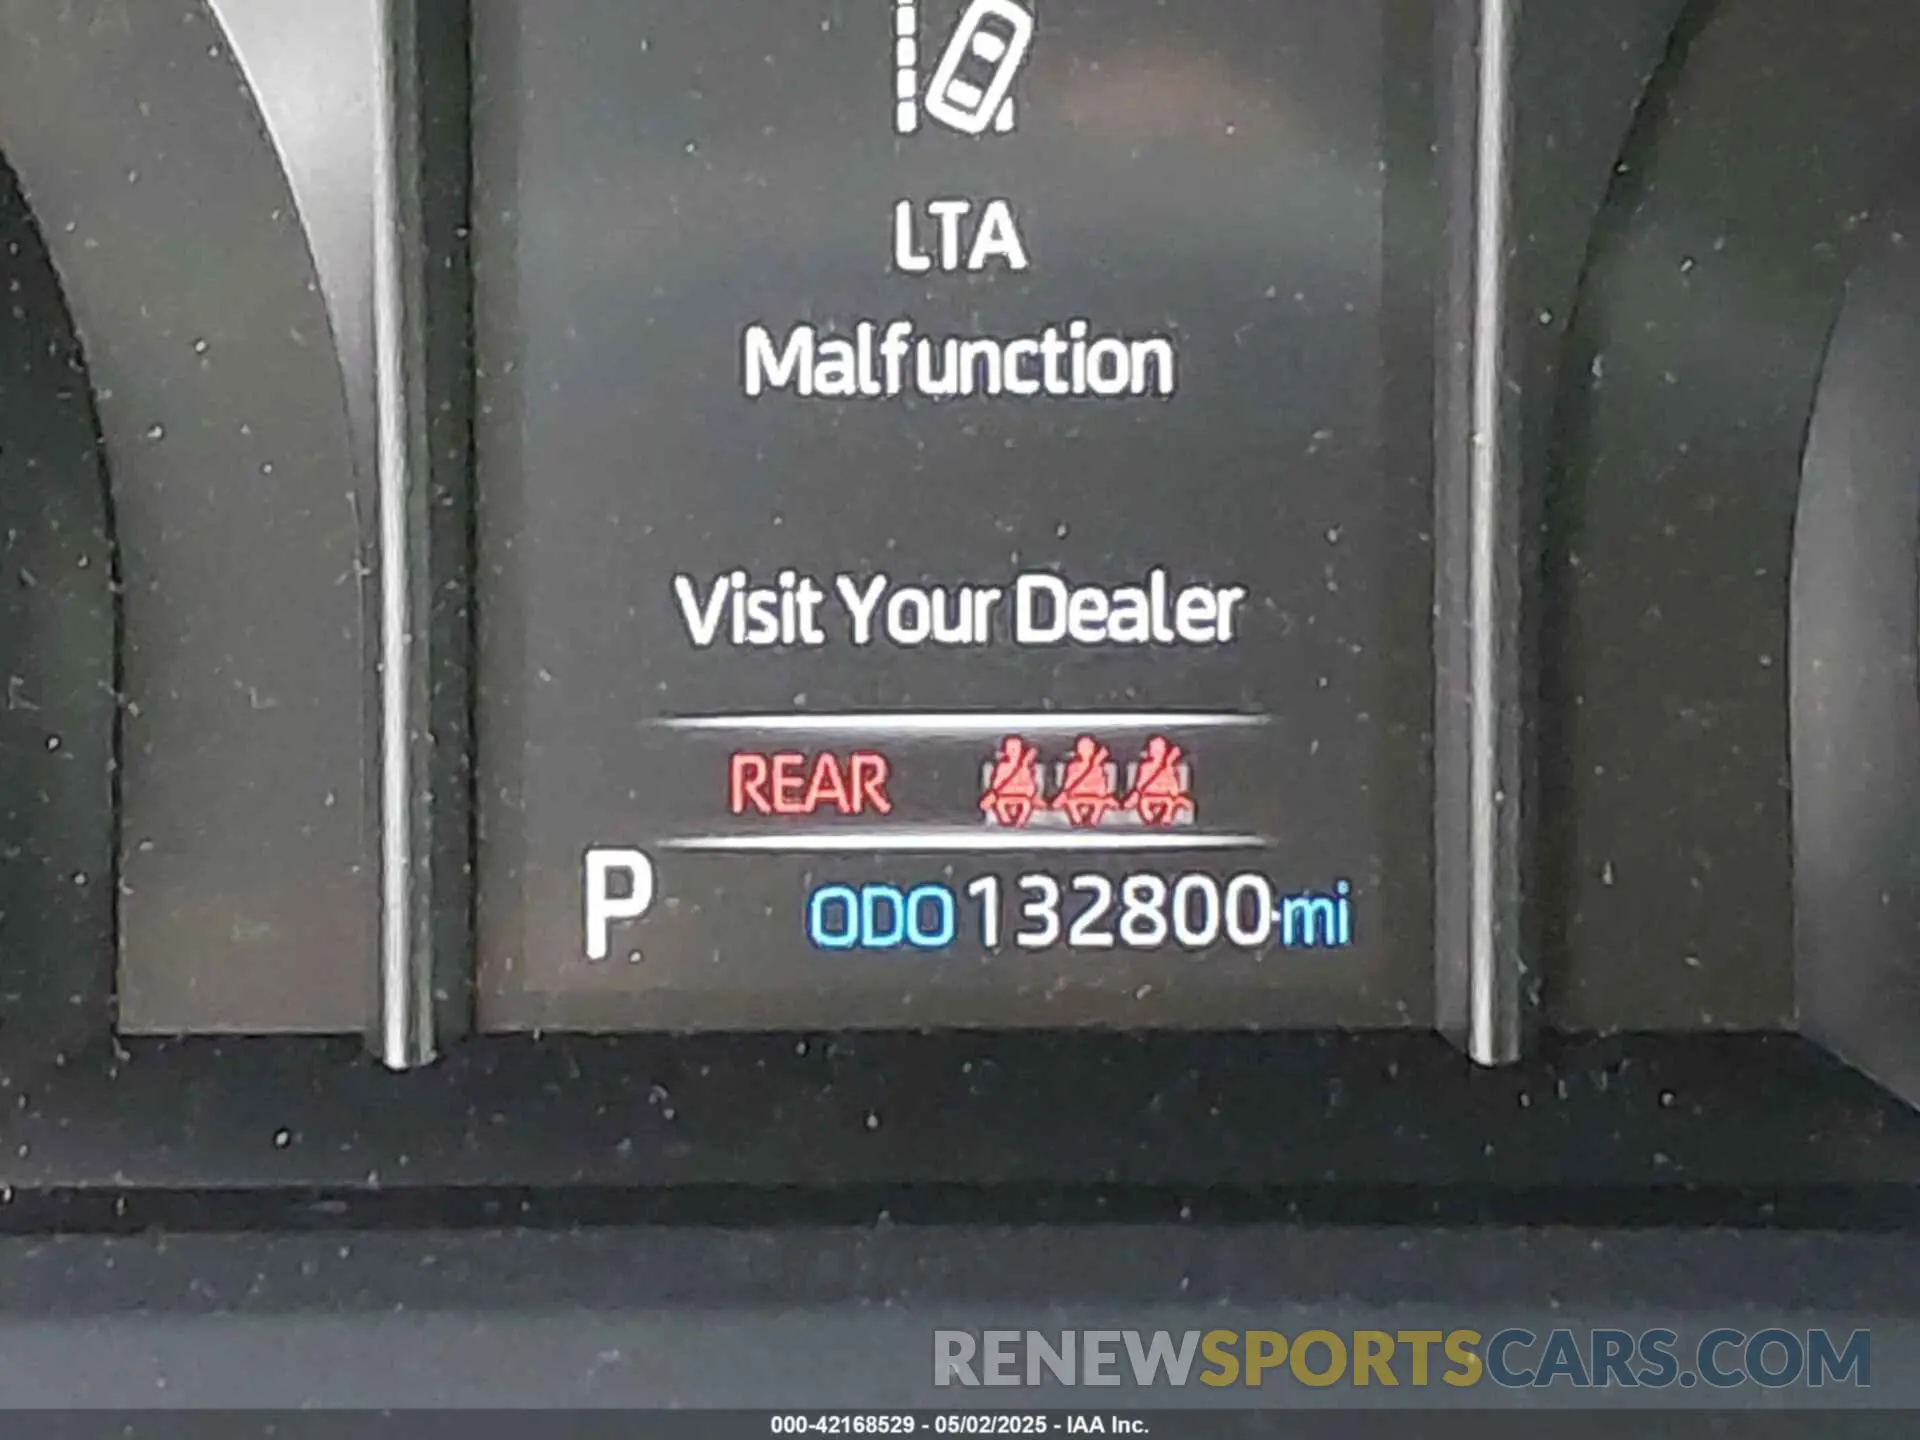 LTA
Malfunction
Visit Your Dealer
REAR
P ODO 132800 mi
RENEWSPORTSCARS.COM
000-42168529 - 05/02/2025 - IAA Inc.